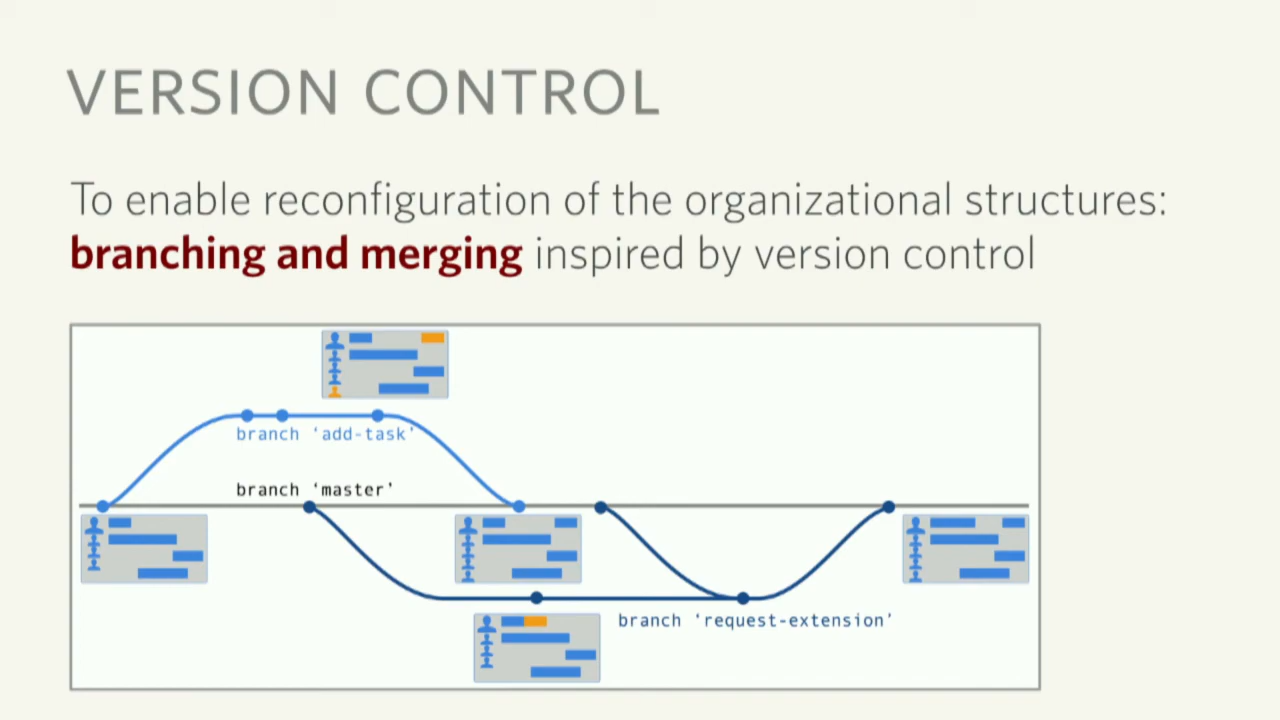 VERSION CONTROL
To enable reconfiguration of the organizational structures:
branching and merging inspired by version control
branch ‘add-task’
branch ‘master’
branch ‘request-extension’